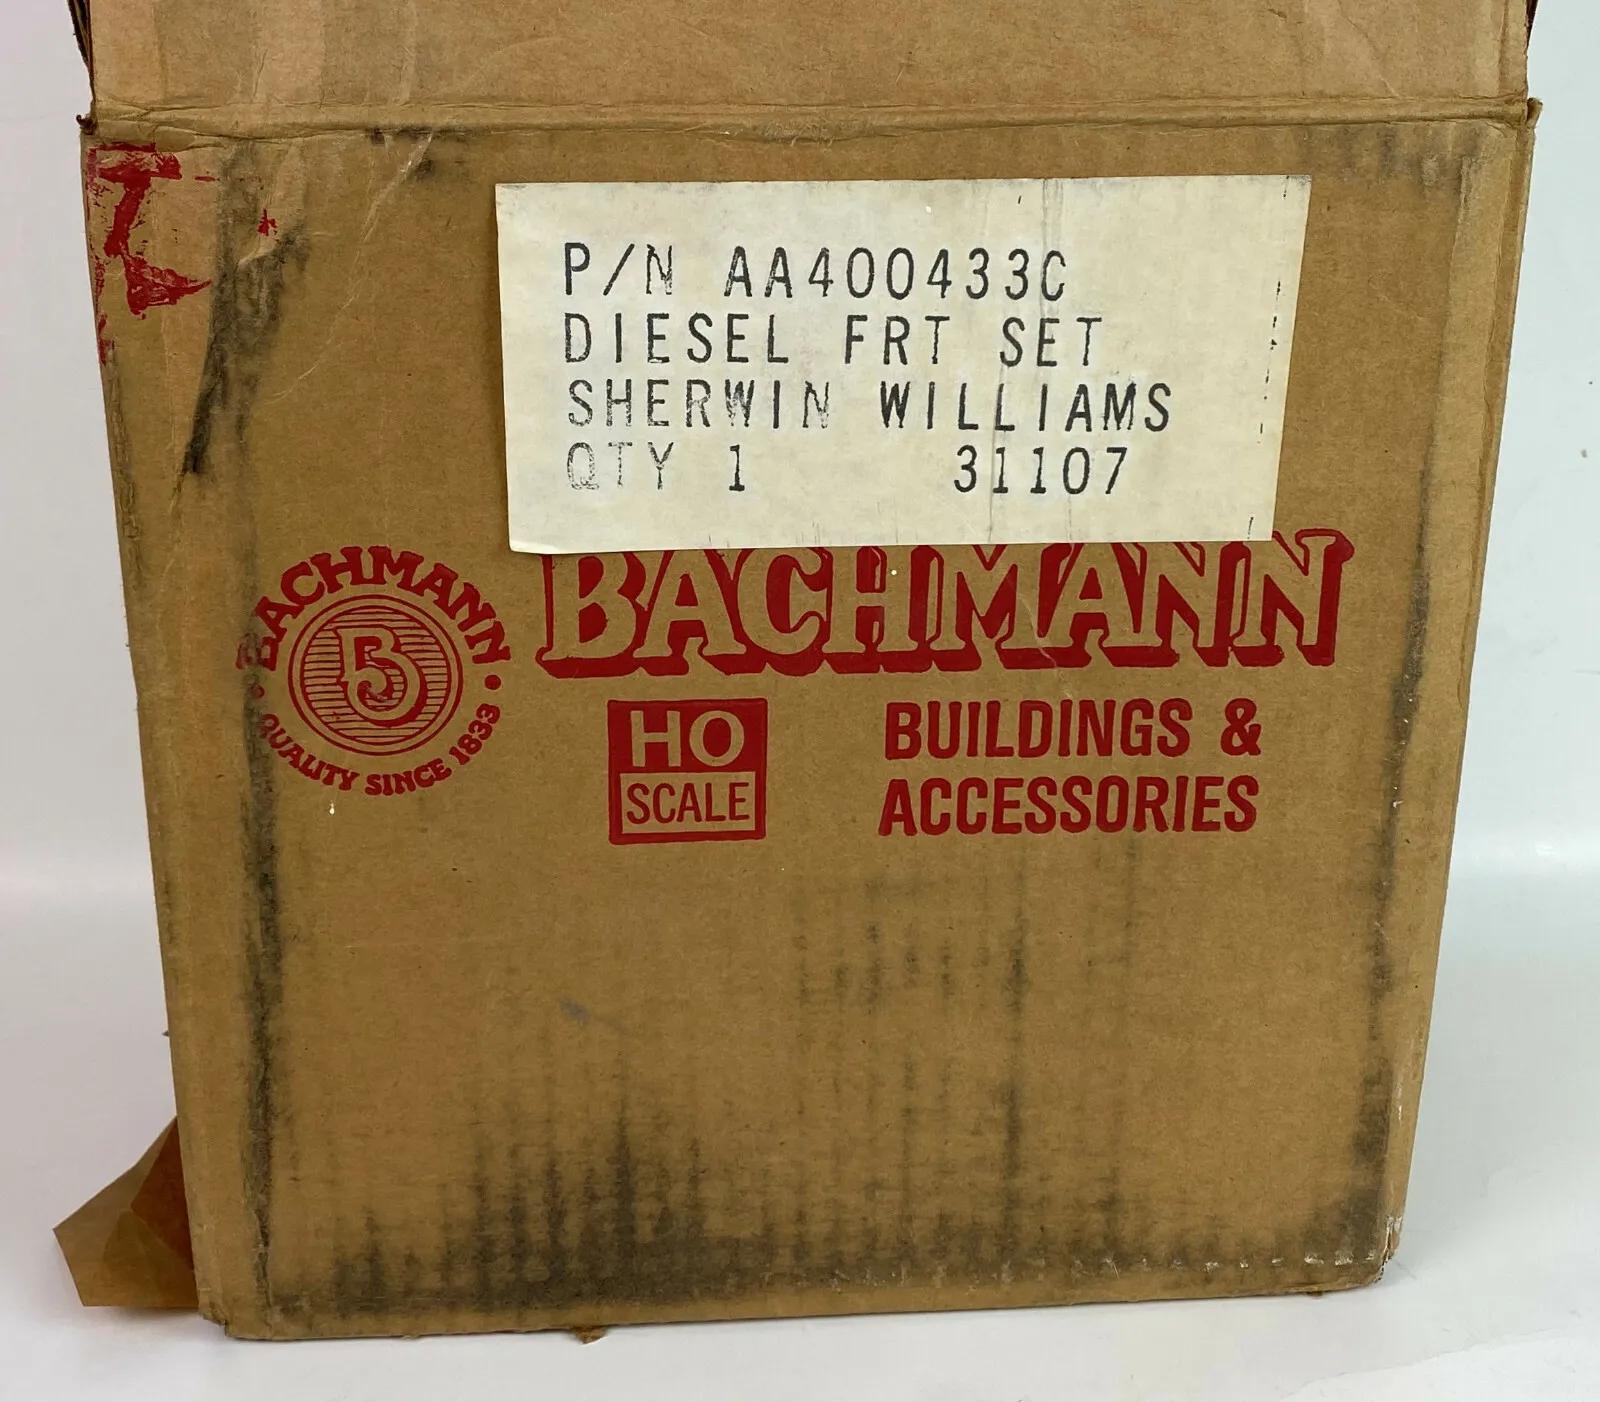 P/N AA400433C
DIESEL FRT SET
SHERWIN WILLIAMS
QTY 1 31107
BACHMANN
BACHMANN
B
QUALITY SINCE 1833
HO
SCALE
BUILDINGS &
ACCESSORIES